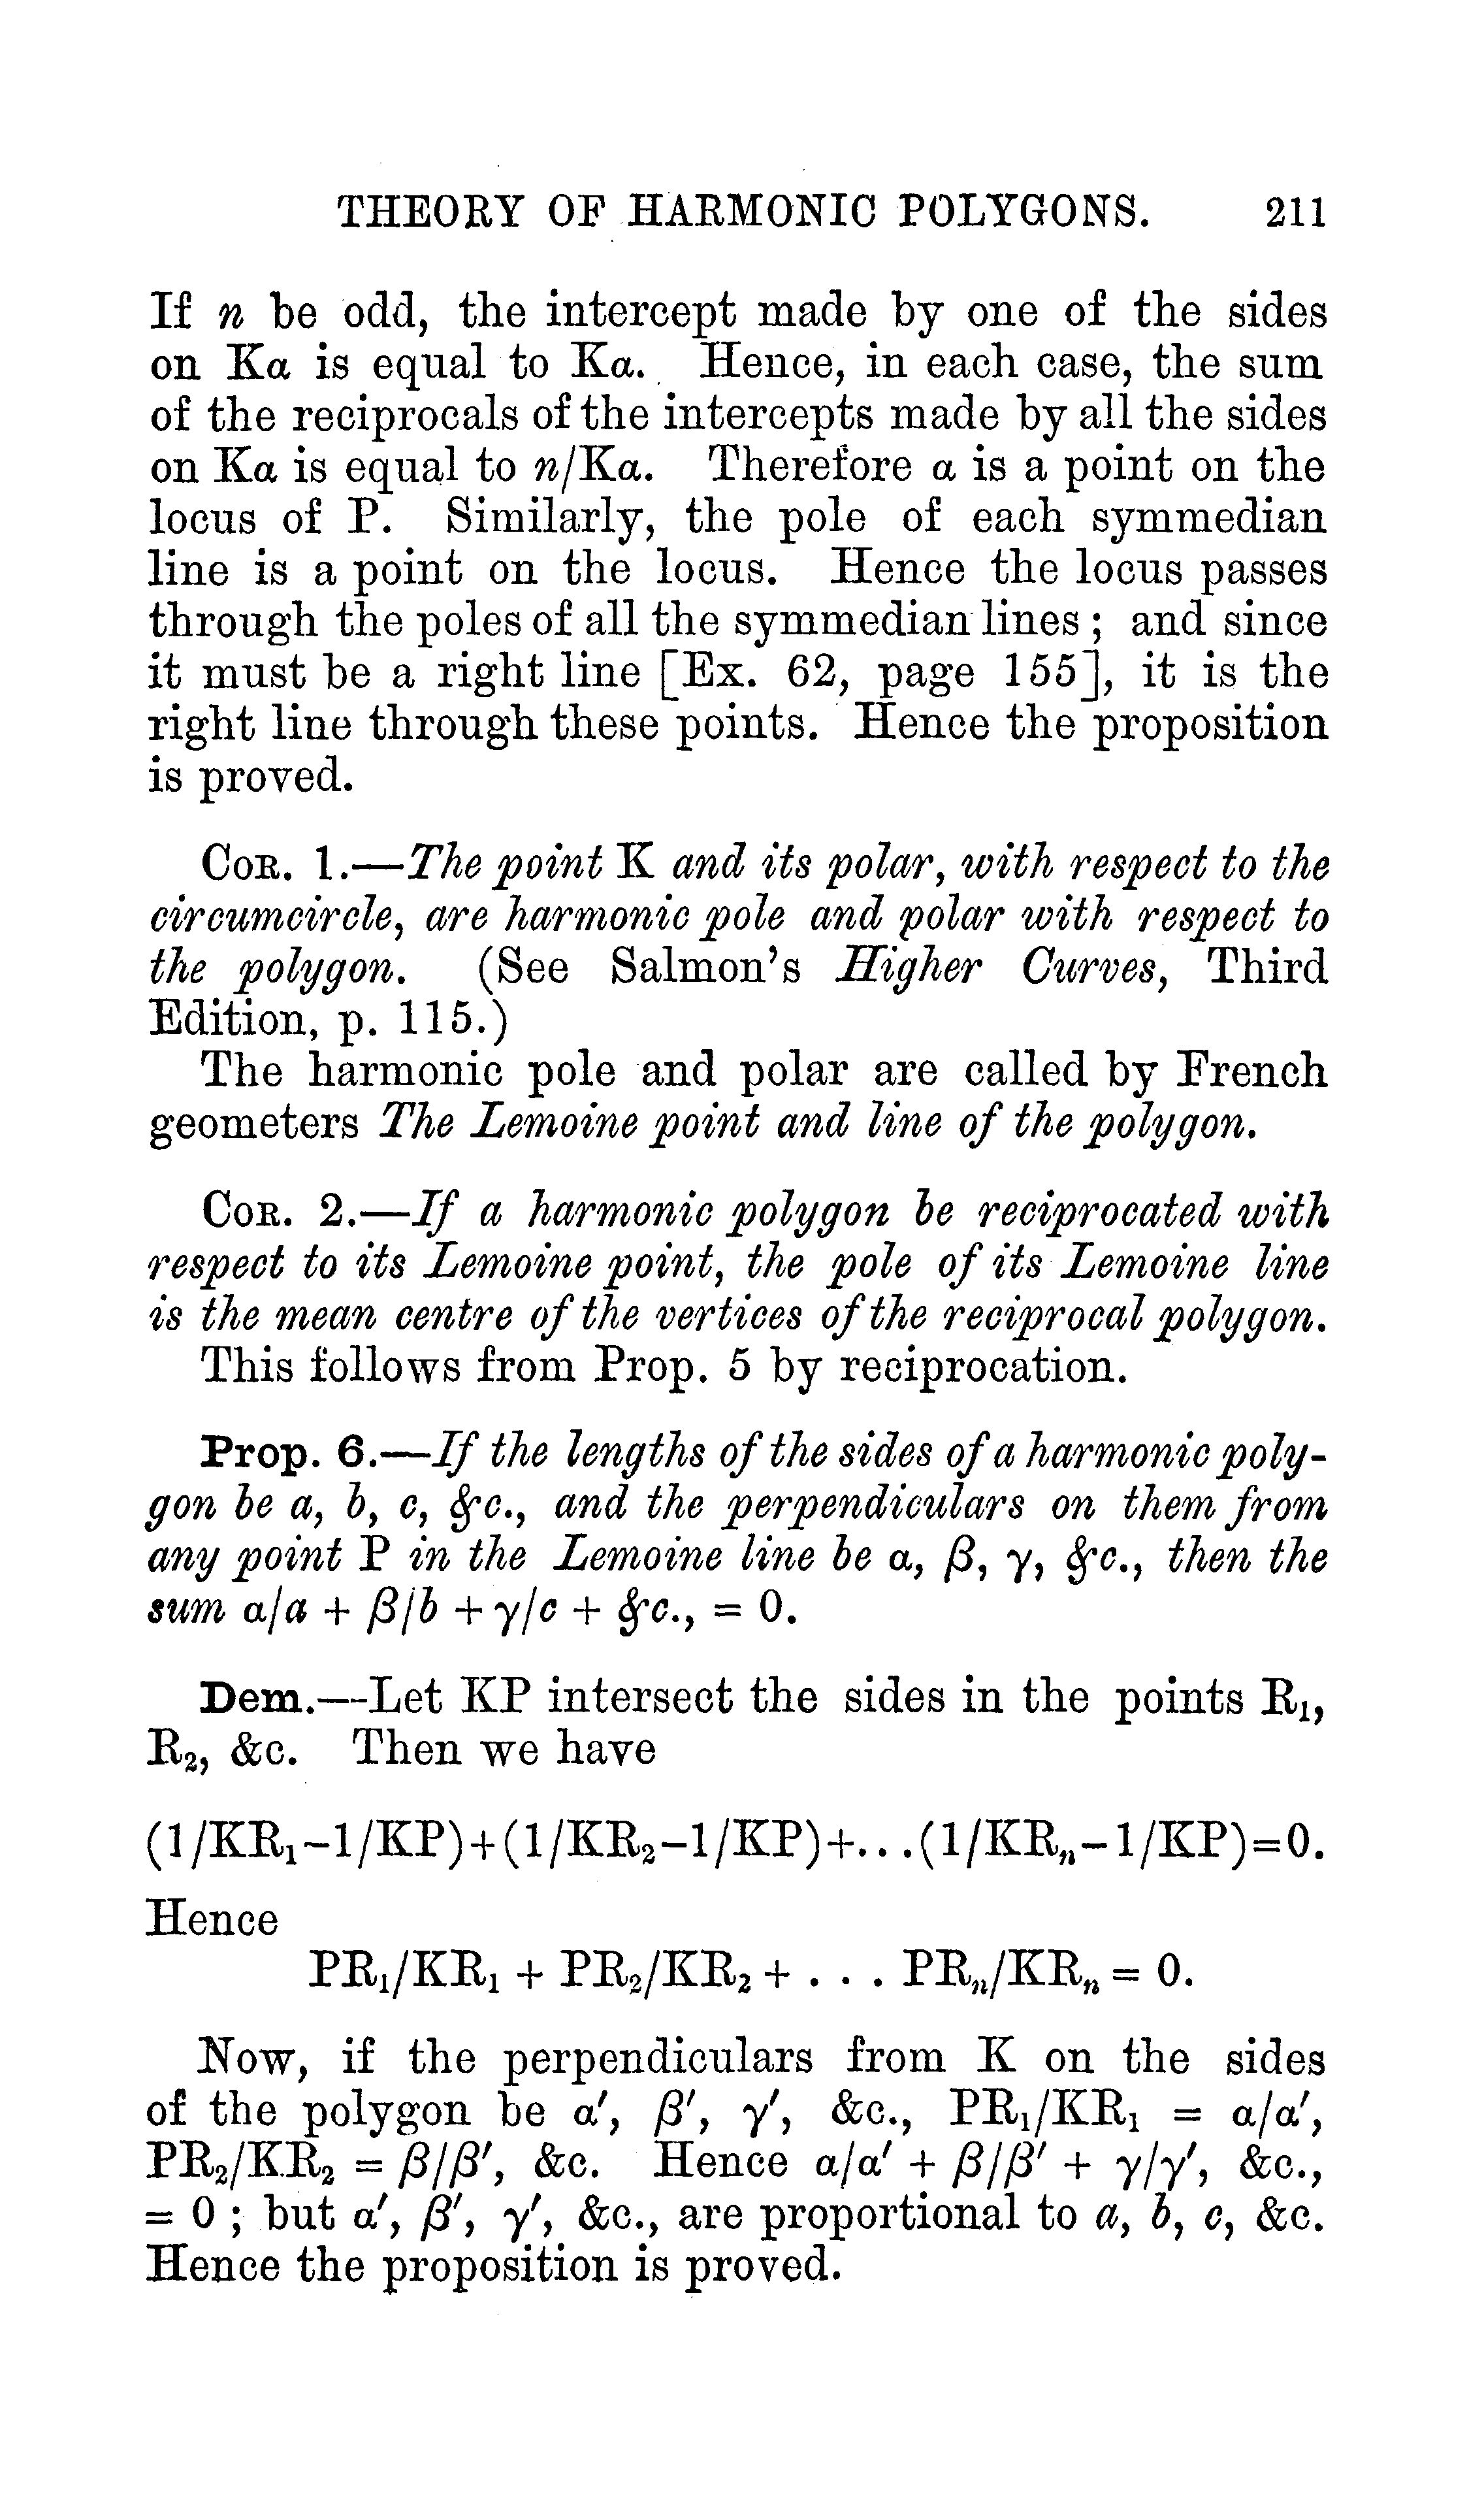 THEORY OF HARMONIC POLYGONS. 211
If n be odd, the intercept made by one of the sides
on Kα is equal to Kα. Hence, in each case, the sum
of the reciprocals of the intercepts made by all the sides
on Kα is equal to n/Kα. Therefore α is a point on the
locus of P. Similarly, the pole of each symmedian
line is a point on the locus. Hence the locus passes
through the poles of all the symmedian lines; and since
it must be a right line [Ex. 62, page 155], it is the
right line through these points. Hence the proposition
is proved.
COR. 1.—The point K and its polar, with respect to the
circumcircle, are harmonic pole and polar with respect to
the polygon. (See Salmon's Higher Curves, Third
Edition, p. 115.)
The harmonic pole and polar are called by French
geometers The Lemoine point and line of the polygon.
COR. 2.—If a harmonic polygon be reciprocated with
respect to its Lemoine point, the pole of its Lemoine line
is the mean centre of the vertices of the reciprocal polygon.
This follows from Prop. 5 by reciprocation.
Prop. 6.—If the lengths of the sides of a harmonic poly-
gon be a, b, c, &c., and the perpendiculars on them from
any point P in the Lemoine line be α, β, γ, &c., then the
sum α/a + β/b + γ/c + &c., = 0.
Dem.—Let KP intersect the sides in the points R₁,
R₂, &c. Then we have
(1/KR₁–1/KP)+(1/KR₂–1/KP)+...(1/KRₙ–1/KP)=0.
Hence
PR₁/KR₁ + PR₂/KR₂ + . . . PRₙ/KRₙ = 0.
Now, if the perpendiculars from K on the sides
of the polygon be α′, β′, γ′, &c., PR₁/KR₁ = α/α′,
PR₂/KR₂ = β/β′, &c. Hence α/α′ + β/β′ + γ/γ′, &c.,
= 0; but α′, β′, γ′, &c., are proportional to a, b, c, &c.
Hence the proposition is proved.